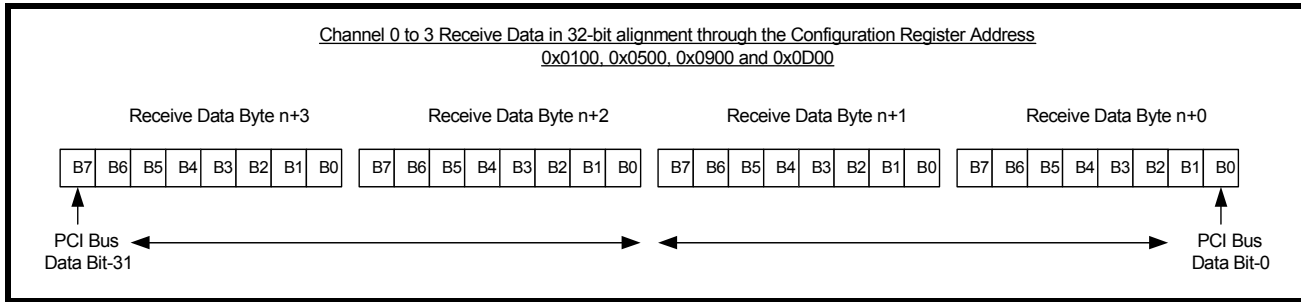 Channel 0 to 3 Receive Data in 32-bit alignment through the Configuration Register Address
0x0100, 0x0500, 0x0900 and 0x0D00
Receive Data Byte n+3 Receive Data Byte n+2 Receive Data Byte n+1 Receive Data Byte n+0
B7 B6 B5 B4 B3 B2 B1 B0 B7 B6 B5 B4 B3 B2 B1 B0 B7 B6 B5 B4 B3 B2 B1 B0 B7 B6 B5 B4 B3 B2 B1 B0
PCI Bus PCI Bus
Data Bit-31 Data Bit-0